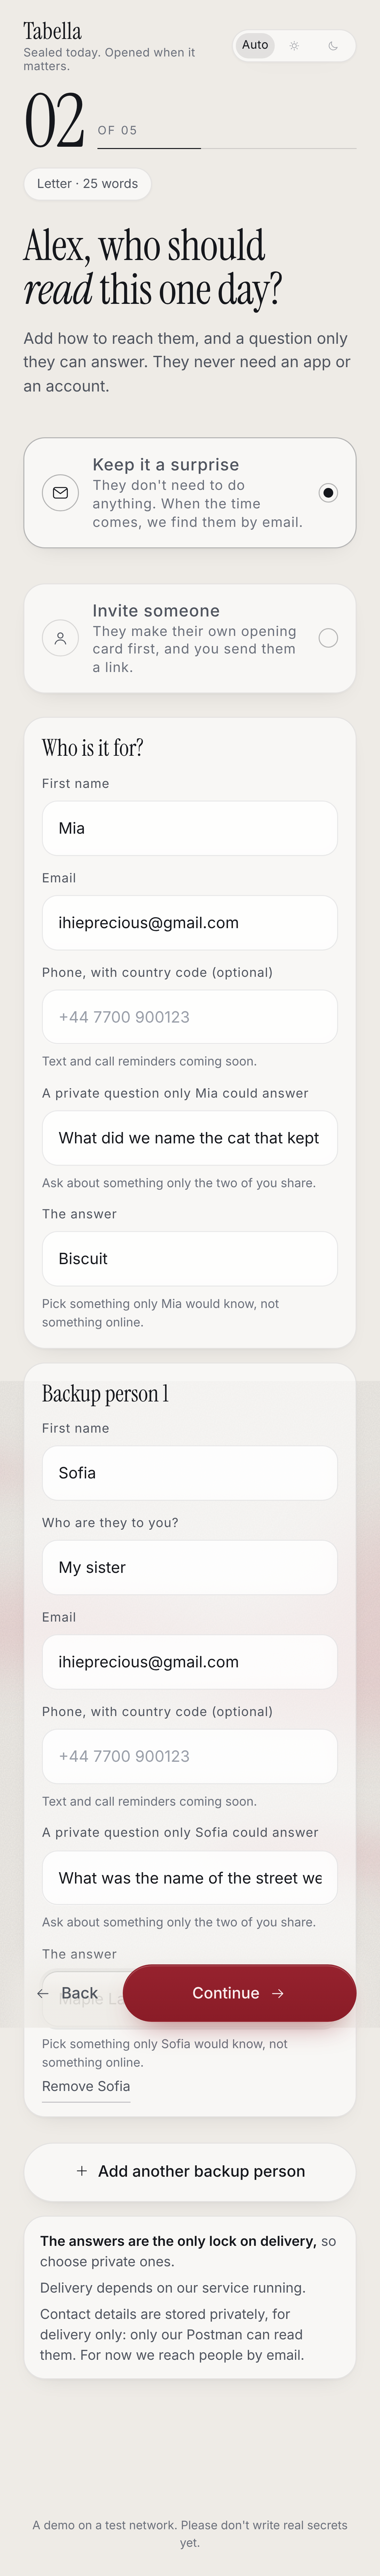 Tabella
Sealed today. Opened when it
matters.
Auto
02
OF 05
Letter · 25 words
Alex, who should
read this one day?
Add how to reach them, and a question only
they can answer. They never need an app or
an account.
Keep it a surprise
They don't need to do
anything. When the time
comes, we find them by email.
Invite someone
They make their own opening
card first, and you send them
a link.
Who is it for?
First name
Mia
Email
ihieprecious@gmail.com
Phone, with country code (optional)
+44 7700 900123
Text and call reminders coming soon.
A private question only Mia could answer
What did we name the cat that kept
Ask about something only the two of you share.
The answer
Biscuit
Pick something only Mia would know, not
something online.
Backup person 1
First name
Sofia
Who are they to you?
My sister
Email
ihieprecious@gmail.com
Phone, with country code (optional)
+44 7700 900123
Text and call reminders coming soon.
A private question only Sofia could answer
What was the name of the street we
Ask about something only the two of you share.
The answer
Maple La
← Back
Continue →
Pick something only Sofia would know, not
something online.
Remove Sofia
+ Add another backup person
The answers are the only lock on delivery, so
choose private ones.
Delivery depends on our service running.
Contact details are stored privately, for
delivery only: only our Postman can read
them. For now we reach people by email.
A demo on a test network. Please don't write real secrets
yet.